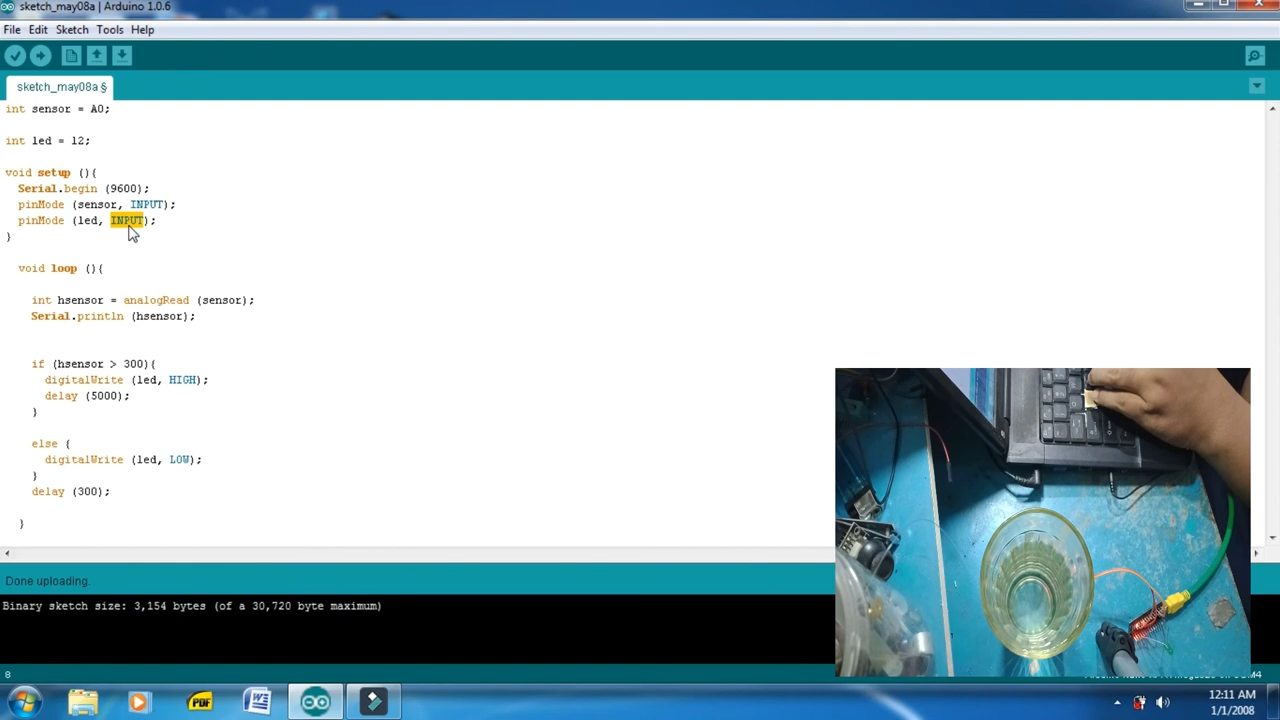 sketch_may08a | Arduino 1.0.6
File Edit Sketch Tools Help
sketch_may08a §
int sensor = A0;
int led = 12;
void setup (){
Serial.begin (9600);
pinMode (sensor, INPUT);
pinMode (led, INPUT);
}
void loop (){
int hsensor = analogRead (sensor);
Serial.println (hsensor);
if (hsensor > 300){
digitalWrite (led, HIGH);
delay (5000);
}
else {
digitalWrite (led, LOW);
}
delay (300);
}
Done uploading.
Binary sketch size: 3,154 bytes (of a 30,720 byte maximum)
8
PDF
W
12:11 AM
1/1/2008